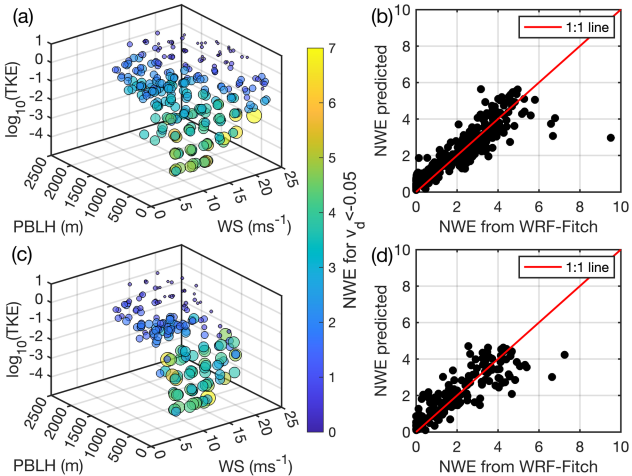 (a)
1
0
-1
-2
-3
-4
log10(TKE)
2500
2000
1500
1000
500
0
PBLH (m)
0
5
10
15
20
25
WS (ms-1)
7
6
5
4
3
2
1
0
NWE for vd<-0.05
(b)
10
8
6
4
2
0
NWE predicted
1:1 line
0 2 4 6 8 10
NWE from WRF-Fitch
(c)
1
0
-1
-2
-3
-4
log10(TKE)
2500
2000
1500
1000
500
0
PBLH (m)
0
5
10
15
20
25
WS (ms-1)
(d)
10
8
6
4
2
0
NWE predicted
1:1 line
0 2 4 6 8 10
NWE from WRF-Fitch